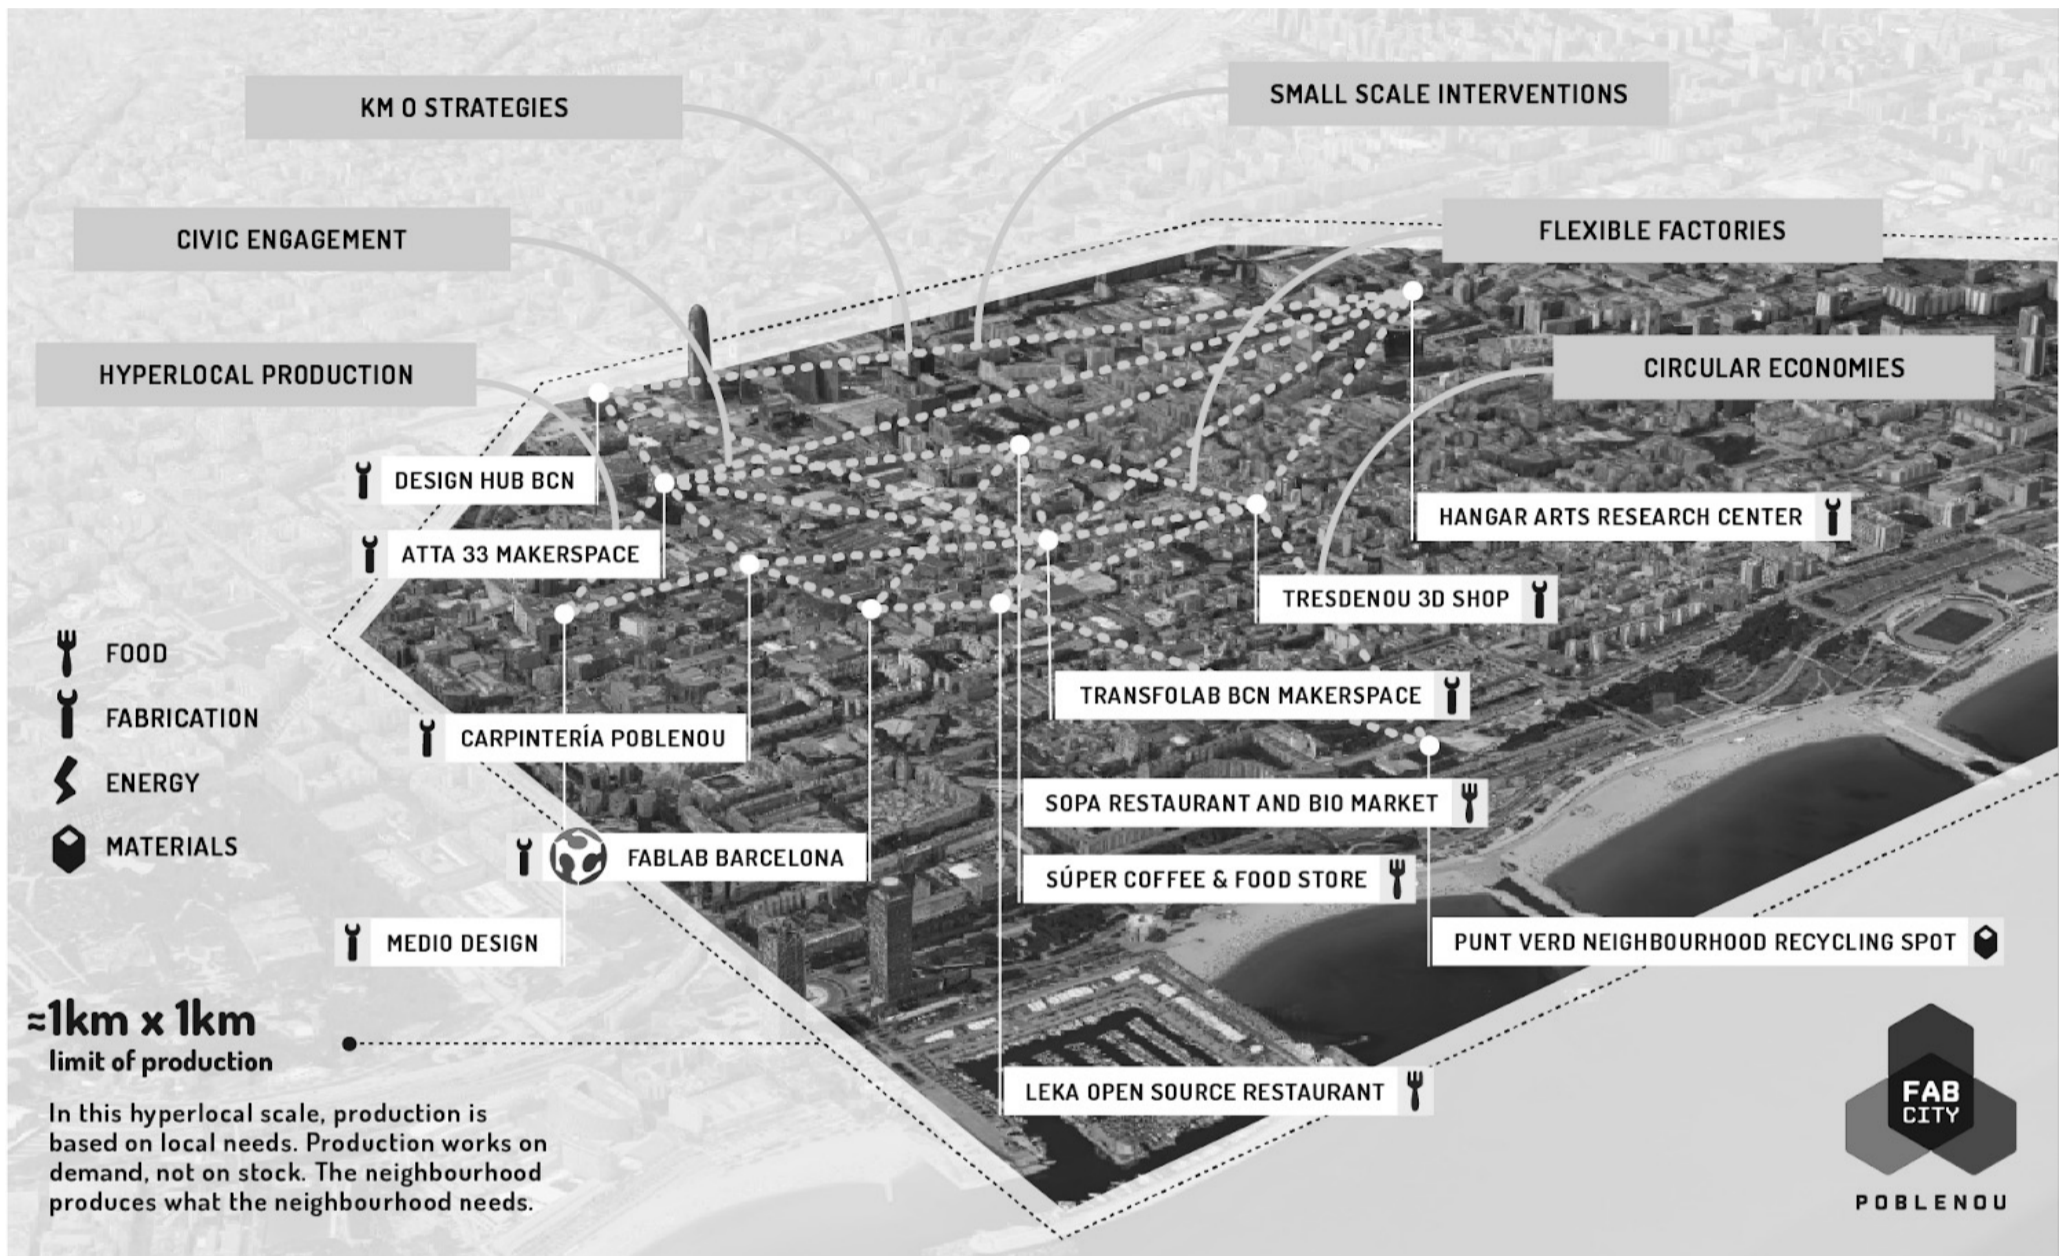 KM 0 STRATEGIES
SMALL SCALE INTERVENTIONS
CIVIC ENGAGEMENT
FLEXIBLE FACTORIES
HYPERLOCAL PRODUCTION
CIRCULAR ECONOMIES
DESIGN HUB BCN
HANGAR ARTS RESEARCH CENTER
ATTA 33 MAKERSPACE
TRESDENOU 3D SHOP
FOOD
FABRICATION
ENERGY
MATERIALS
TRANSFOLAB BCN MAKERSPACE
CARPINTERÍA POBLENOU
SOPA RESTAURANT AND BIO MARKET
FABLAB BARCELONA
SÚPER COFFEE & FOOD STORE
MEDIO DESIGN
PUNT VERD NEIGHBOURHOOD RECYCLING SPOT
≈1km x 1km
limit of production
LEKA OPEN SOURCE RESTAURANT
In this hyperlocal scale, production is
based on local needs. Production works on
demand, not on stock. The neighbourhood
produces what the neighbourhood needs.
FAB
CITY
POBLENOU